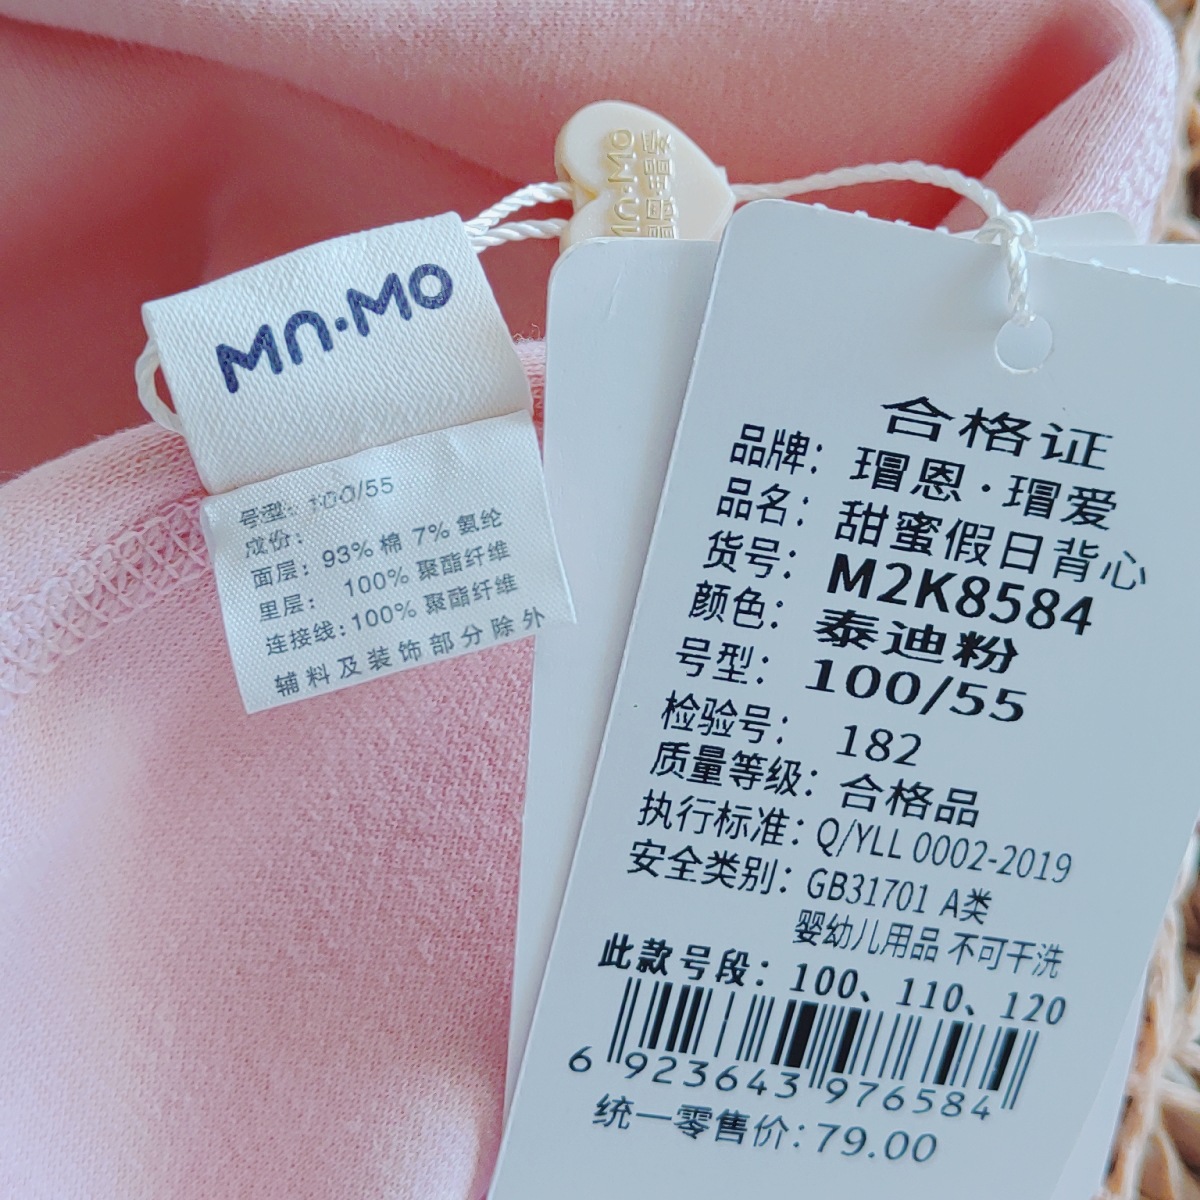 MN·MO
MN·MO
号型：100/55
成份：
面层：93%棉 7%氨纶
里层：100%聚酯纤维
连接线：100%聚酯纤维
辅料及装饰部分除外
合格证
品牌：瑁恩·瑁爱
品名：甜蜜假日背心
货号：M2K8584
颜色：泰迪粉
号型：100/55
检验号：182
质量等级：合格品
执行标准：Q/YLL 0002-2019
安全类别：GB31701 A类
婴幼儿用品 不可干洗
此款号段：100、110、120
6 923643 976584
统一零售价：79.00